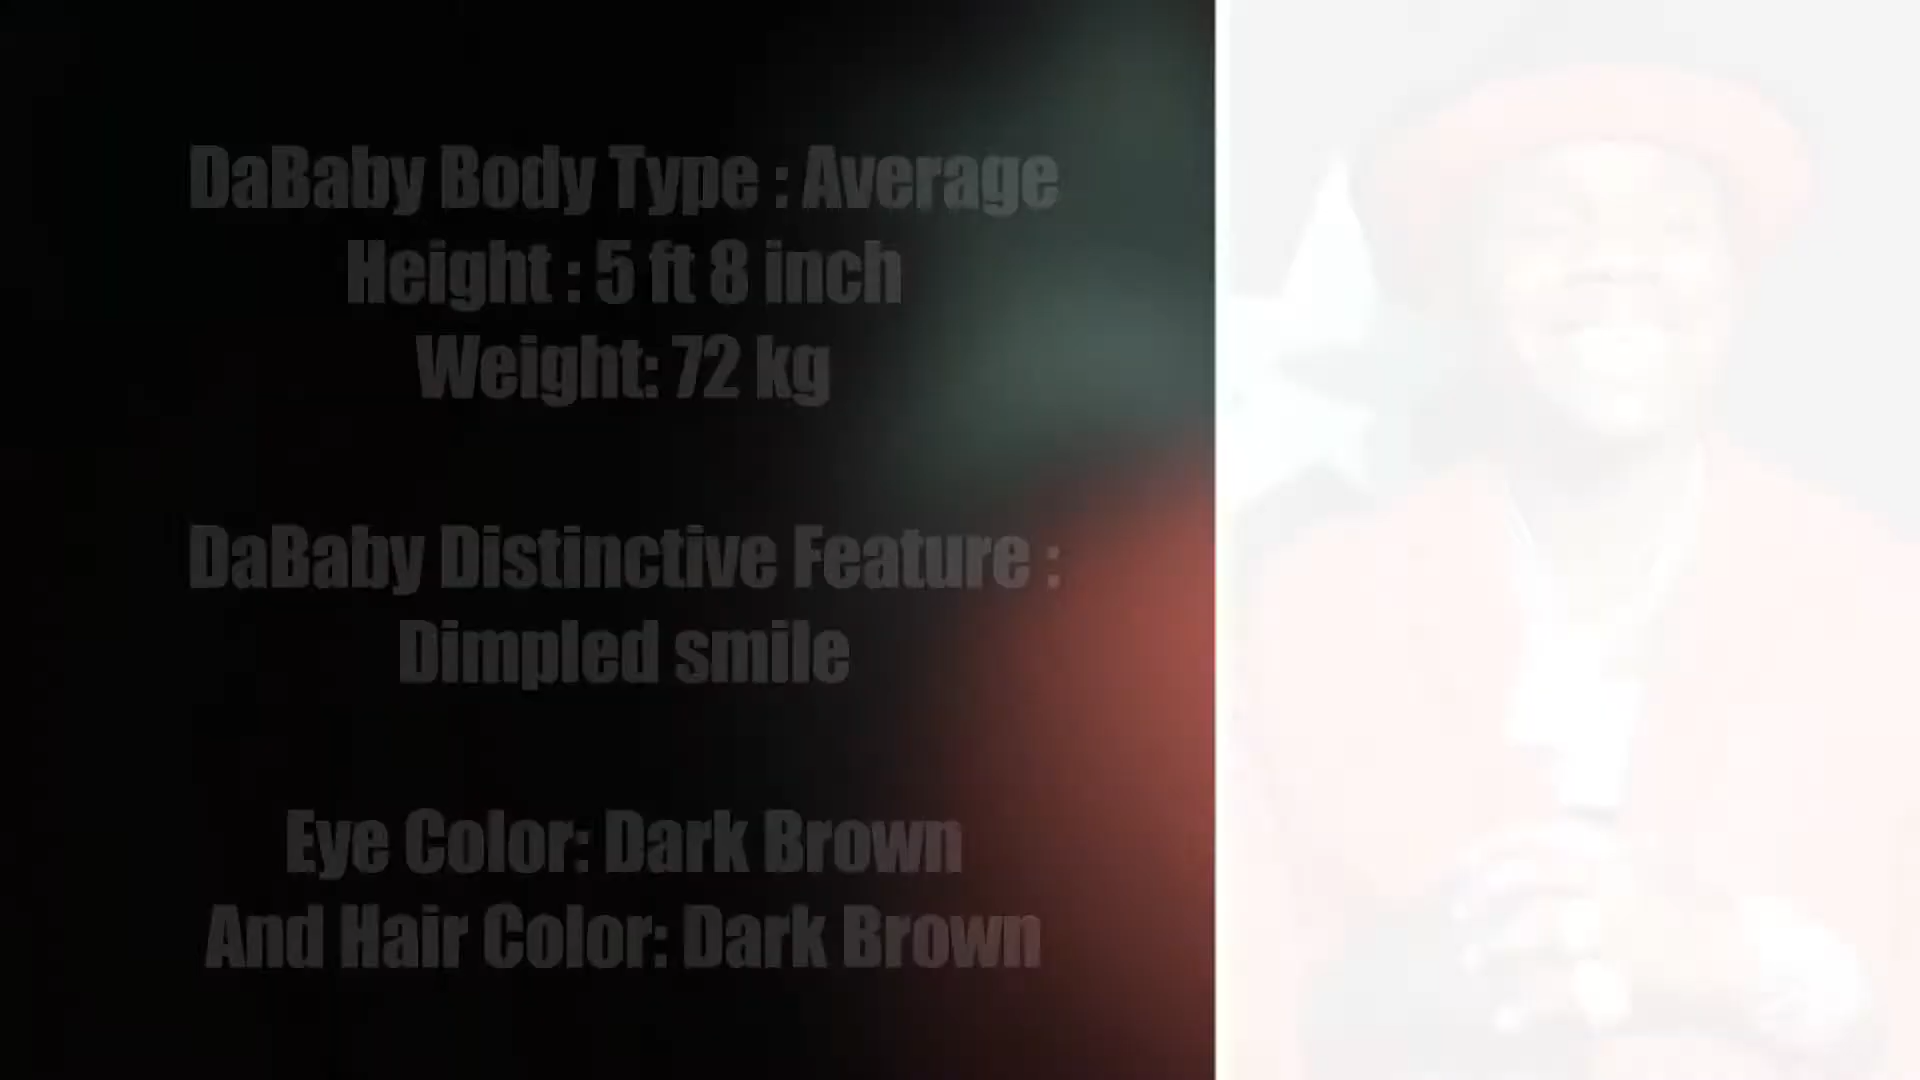 DaBaby Body Type : Average
Height : 5 ft 8 inch
Weight: 72 kg
DaBaby Distinctive Feature :
Dimpled smile
Eye Color: Dark Brown
And Hair Color: Dark Brown